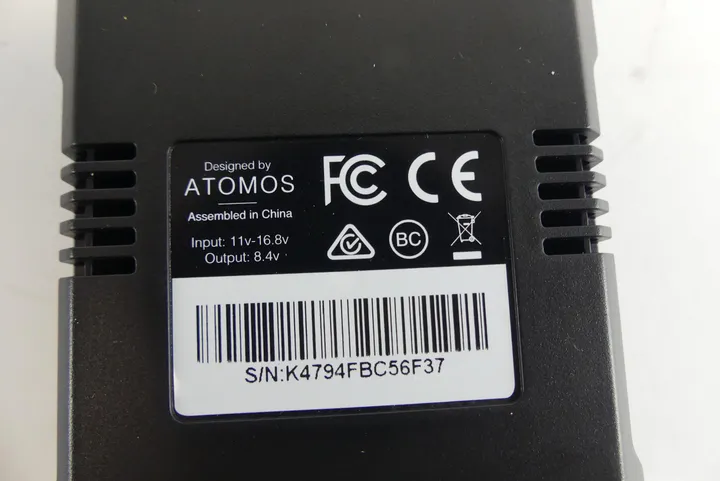 Designed by
ATOMOS
Assembled in China
Input: 11v-16.8v
Output: 8.4v
FC CE
BC
S/N:K4794FBC56F37